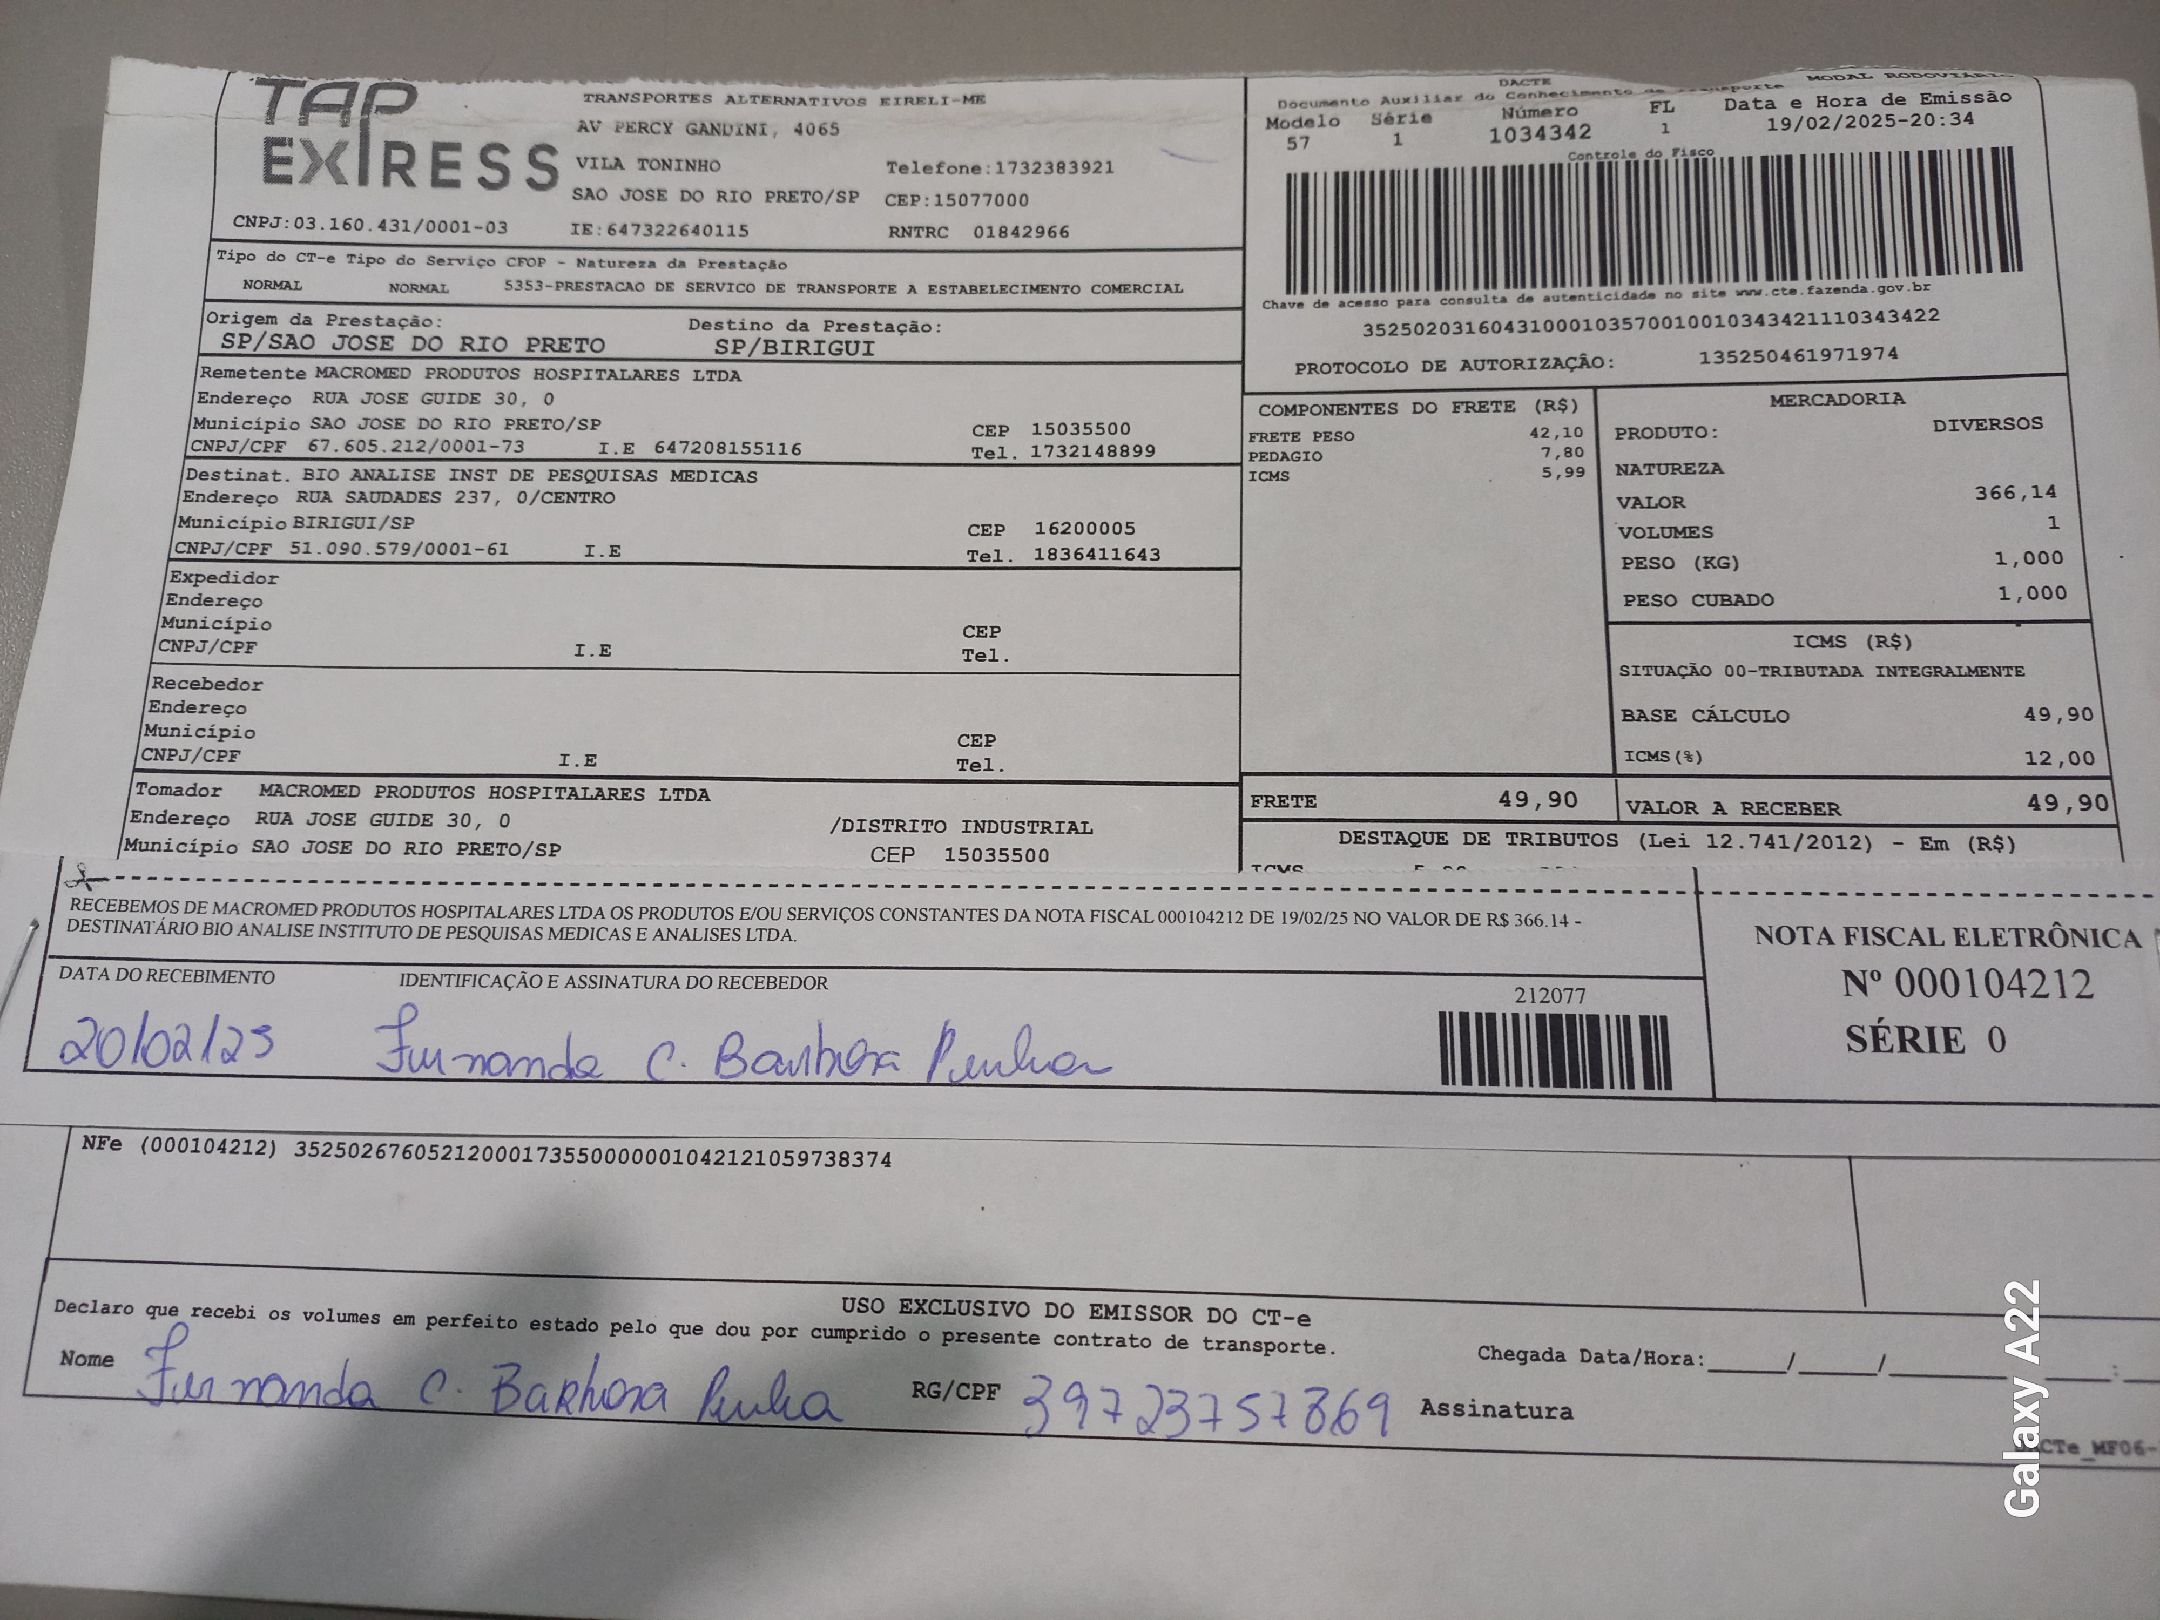 TAP
EXPRESS
TRANSPORTES ALTERNATIVOS EIRELI-ME
AV PERCY GANDINI, 4065
VILA TONINHO Telefone:1732383921
SAO JOSE DO RIO PRETO/SP CEP:15077000
CNPJ:03.160.431/0001-03 IE:647322640115 RNTRC 01842966
DACTE MODAL RODOVIÁRIO
Documento Auxiliar do Conhecimento de Transporte
Modelo Série Número FL Data e Hora de Emissão
57 1 1034342 1 19/02/2025-20:34
Controle do Fisco
Chave de acesso para consulta de autenticidade no site www.cte.fazenda.gov.br
35250203160431000103570010010343421110343422
PROTOCOLO DE AUTORIZAÇÃO: 135250461971974
Tipo do CT-e Tipo do Serviço CFOP - Natureza da Prestação
NORMAL NORMAL 5353-PRESTACAO DE SERVICO DE TRANSPORTE A ESTABELECIMENTO COMERCIAL
Origem da Prestação: Destino da Prestação:
SP/SAO JOSE DO RIO PRETO SP/BIRIGUI
Remetente MACROMED PRODUTOS HOSPITALARES LTDA
Endereço RUA JOSE GUIDE 30, 0
Município SAO JOSE DO RIO PRETO/SP CEP 15035500
CNPJ/CPF 67.605.212/0001-73 I.E 647208155116 Tel. 1732148899
Destinat. BIO ANALISE INST DE PESQUISAS MEDICAS
Endereço RUA SAUDADES 237, 0/CENTRO
Município BIRIGUI/SP CEP 16200005
CNPJ/CPF 51.090.579/0001-61 I.E Tel. 1836411643
Expedidor
Endereço
Município CEP
CNPJ/CPF I.E Tel.
Recebedor
Endereço
Município CEP
CNPJ/CPF I.E Tel.
Tomador MACROMED PRODUTOS HOSPITALARES LTDA
Endereço RUA JOSE GUIDE 30, 0 /DISTRITO INDUSTRIAL
Município SAO JOSE DO RIO PRETO/SP CEP 15035500
COMPONENTES DO FRETE (R$)
FRETE PESO 42,10
PEDAGIO 7,80
ICMS 5,99
MERCADORIA
PRODUTO: DIVERSOS
NATUREZA
VALOR 366,14
VOLUMES 1
PESO (KG) 1,000
PESO CUBADO 1,000
ICMS (R$)
SITUAÇÃO 00-TRIBUTADA INTEGRALMENTE
BASE CÁLCULO 49,90
ICMS(%) 12,00
FRETE 49,90 VALOR A RECEBER 49,90
DESTAQUE DE TRIBUTOS (Lei 12.741/2012) - Em (R$)
ICMS
RECEBEMOS DE MACROMED PRODUTOS HOSPITALARES LTDA OS PRODUTOS E/OU SERVIÇOS CONSTANTES DA NOTA FISCAL 000104212 DE 19/02/25 NO VALOR DE R$ 366.14 -
DESTINATÁRIO BIO ANALISE INSTITUTO DE PESQUISAS MEDICAS E ANALISES LTDA.
DATA DO RECEBIMENTO IDENTIFICAÇÃO E ASSINATURA DO RECEBEDOR
20/02/25 Fernanda C. Barbosa Penha
212077
NOTA FISCAL ELETRÔNICA
Nº 000104212
SÉRIE 0
NFe (000104212) 35250267605212000173550000001042121059738374
USO EXCLUSIVO DO EMISSOR DO CT-e
Declaro que recebi os volumes em perfeito estado pelo que dou por cumprido o presente contrato de transporte.
Nome Fernanda C. Barbosa Penha RG/CPF 39723757869 Assinatura
Chegada Data/Hora:_____/_____/_______ ____:__
Galaxy A22